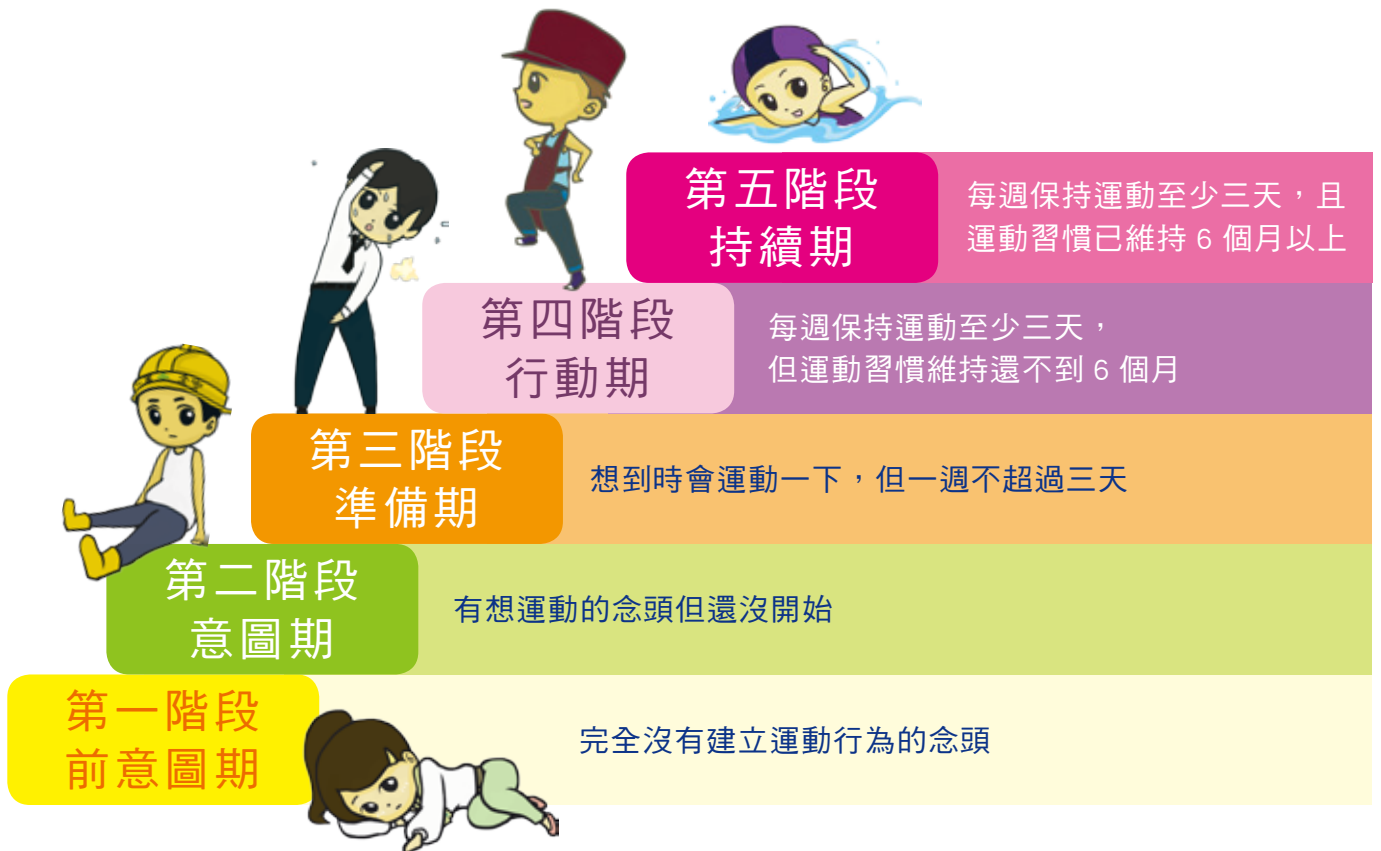 第五階段
持續期
每週保持運動至少三天，且
運動習慣已維持 6 個月以上
第四階段
行動期
每週保持運動至少三天，
但運動習慣維持還不到 6 個月
第三階段
準備期
想到時會運動一下，但一週不超過三天
第二階段
意圖期
有想運動的念頭但還沒開始
第一階段
前意圖期
完全沒有建立運動行為的念頭